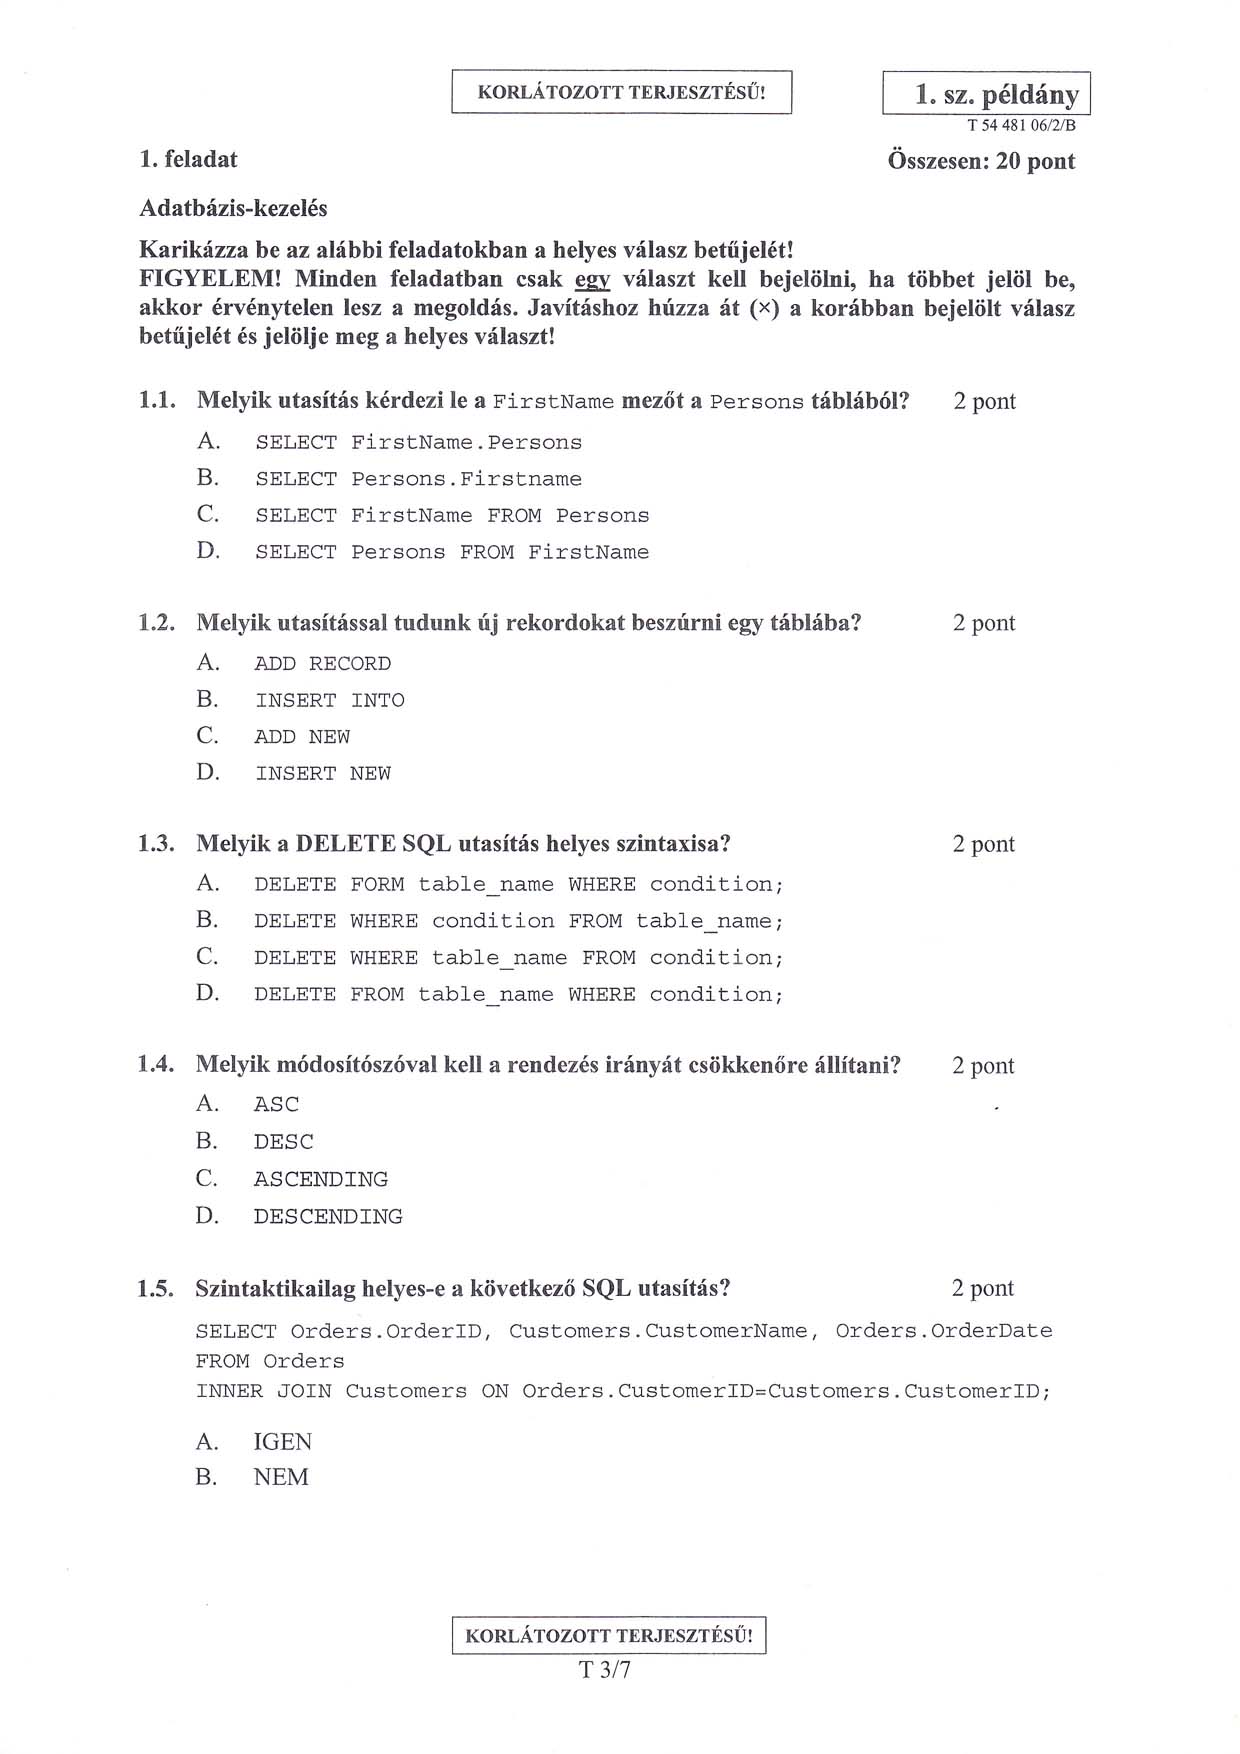 KORLÁTOZOTT TERJESZTÉSŰ!
1. sz. példány
T 54 481 06/2/B
1. feladat Összesen: 20 pont
Adatbázis-kezelés
Karikázza be az alábbi feladatokban a helyes válasz betűjelét!
FIGYELEM! Minden feladatban csak egy választ kell bejelölni, ha többet jelöl be,
akkor érvénytelen lesz a megoldás. Javításhoz húzza át (×) a korábban bejelölt válasz
betűjelét és jelölje meg a helyes választ!
1.1. Melyik utasítás kérdezi le a FirstName mezőt a Persons táblából? 2 pont
A. SELECT FirstName.Persons
B. SELECT Persons.Firstname
C. SELECT FirstName FROM Persons
D. SELECT Persons FROM FirstName
1.2. Melyik utasítással tudunk új rekordokat beszúrni egy táblába? 2 pont
A. ADD RECORD
B. INSERT INTO
C. ADD NEW
D. INSERT NEW
1.3. Melyik a DELETE SQL utasítás helyes szintaxisa? 2 pont
A. DELETE FORM table_name WHERE condition;
B. DELETE WHERE condition FROM table_name;
C. DELETE WHERE table_name FROM condition;
D. DELETE FROM table_name WHERE condition;
1.4. Melyik módosítószóval kell a rendezés irányát csökkenőre állítani? 2 pont
A. ASC
B. DESC
C. ASCENDING
D. DESCENDING
1.5. Szintaktikailag helyes-e a következő SQL utasítás? 2 pont
SELECT Orders.OrderID, Customers.CustomerName, Orders.OrderDate
FROM Orders
INNER JOIN Customers ON Orders.CustomerID=Customers.CustomerID;
A. IGEN
B. NEM
KORLÁTOZOTT TERJESZTÉSŰ!
T 3/7